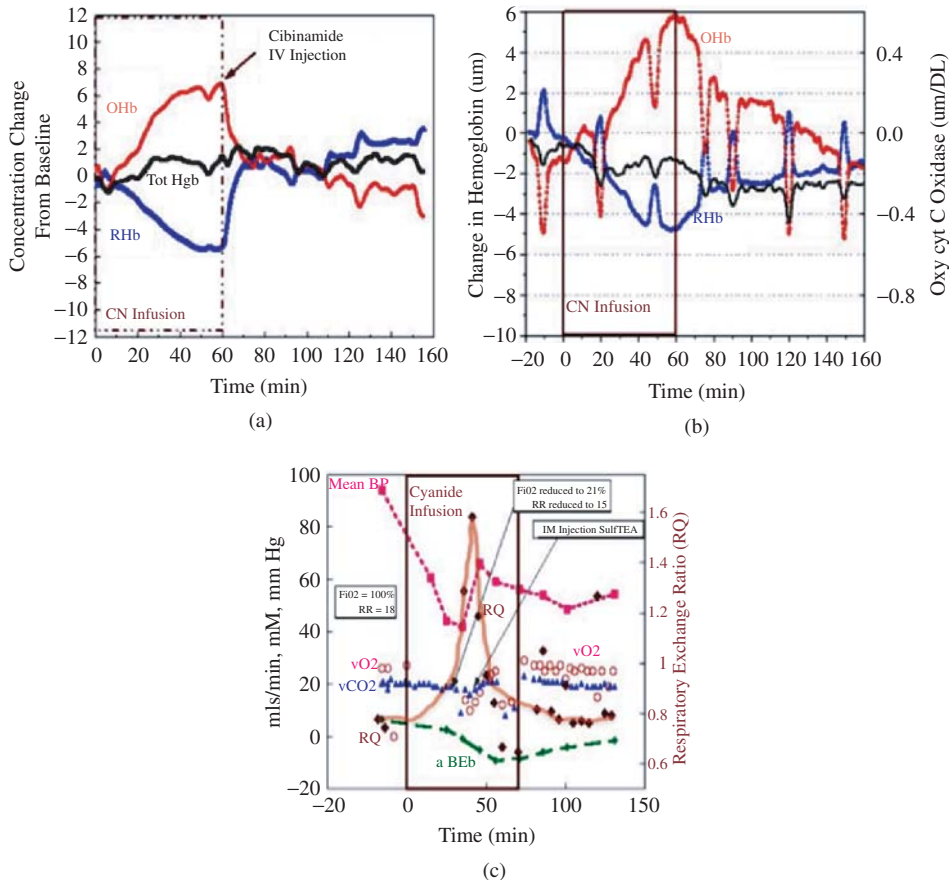 12
10
8
6
4
2
0
−2
−4
−6
−8
−10
−12
Concentration Change
From Baseline
OHb
Tot Hgb
RHb
CN Infusion
Cibinamide
IV Injection
0 20 40 60 80 100 120 140 160
Time (min)
(a)
6
4
2
0
−2
−4
−6
−8
−10
Change in Hemoglobin (um)
OHb
RHb
CN Infusion
0.4
0.0
−0.4
−0.8
Oxy cyt C Oxidase (um/DL)
−20 0 20 40 60 80 100 120 140 160
Time (min)
(b)
100
80
60
40
20
0
−20
mls/min, mM, mm Hg
Mean BP
Cyanide
Infusion
Fi02 reduced to 21%
RR reduced to 15
IM Injection SulfTEA
Fi02 = 100%
RR = 18
RQ
vO2
vO2
vCO2
RQ
a BEb
1.6
1.4
1.2
1
0.8
0.6
Respiratory Exchange Ratio (RQ)
−20 0 50 100 150
Time (min)
(c)